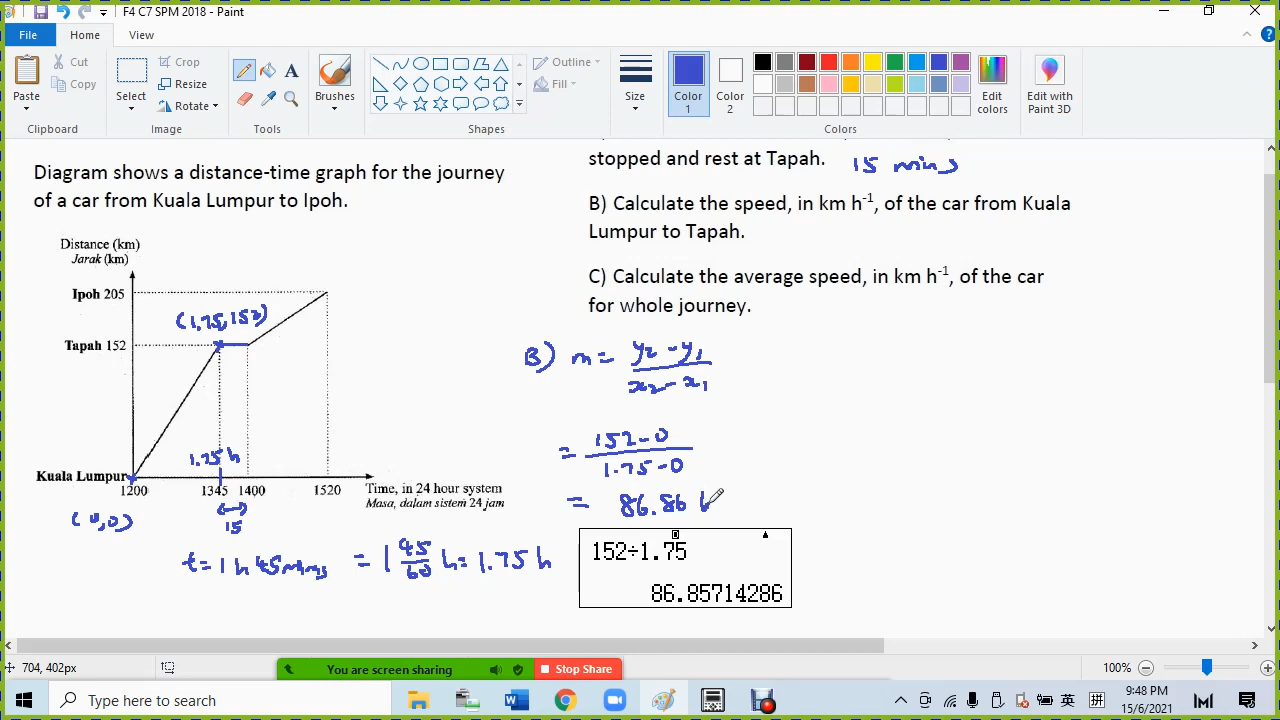 F4 C7 SPM 2018 - Paint
File
Home
View
Paste
Cut
Copy
Clipboard
Select
Crop
Resize
Rotate
Image
A
Tools
Brushes
Shapes
Outline
Fill
Size
Color 1
Color 2
Colors
Edit colors
Edit with Paint 3D
Diagram shows a distance-time graph for the journey
of a car from Kuala Lumpur to Ipoh.
Distance (km)
Jarak (km)
Ipoh 205
(1.75,152)
Tapah 152
1.75 h
Kuala Lumpur
1200
1345
1400
1520
Time, in 24 hour system
Masa, dalam sistem 24 jam
(0,0)
15
t = 1 h 45 mins = 1 45/60 h = 1.75 h
stopped and rest at Tapah. 15 mins
B) Calculate the speed, in km h-1, of the car from Kuala
Lumpur to Tapah.
C) Calculate the average speed, in km h-1, of the car
for whole journey.
B) m = y2 - y1
x2 - x1
= 152 - 0
1.75 - 0
= 86.86
152÷1.75
86.85714286
704, 402px
100%
You are screen sharing
Stop Share
Type here to search
英
拼
9:48 PM
15/6/2021